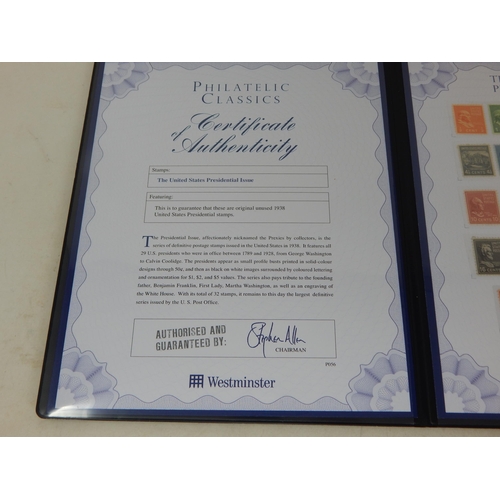 PHILATELIC
CLASSICS
Certificate
of Authenticity
Stamps:
The United States Presidential Issue
Featuring:
This is to guarantee that these are original unused 1938
United States Presidential stamps.
The Presidential Issue, affectionately nicknamed the Prexies by collectors, is the
series of definitive postage stamps issued in the United States in 1938. It features all
29 U.S. presidents who were in office between 1789 and 1928, from George Washington
to Calvin Coolidge. The presidents appear as small profile busts printed in solid-colour
designs through 50¢, and then as black on white images surrounded by coloured lettering
and ornamentation for $1, $2, and $5 values. The series also pays tribute to the founding
father, Benjamin Franklin, First Lady, Martha Washington, as well as an engraving of
the White House. With its total of 32 stamps, it remains to this day the largest definitive
series issued by the U. S. Post Office.
AUTHORISED AND
GUARANTEED BY:
Stephen Allen
CHAIRMAN
P656
Westminster